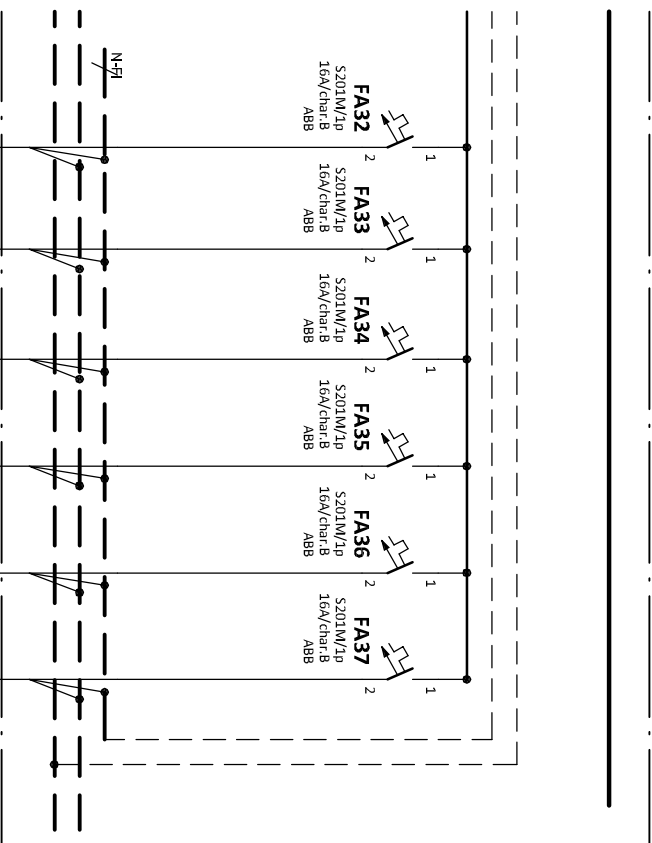 N-FI
FA32
S201M/1p
16A/char.B
ABB
1
2
FA33
S201M/1p
16A/char.B
ABB
1
2
FA34
S201M/1p
16A/char.B
ABB
1
2
FA35
S201M/1p
16A/char.B
ABB
1
2
FA36
S201M/1p
16A/char.B
ABB
1
2
FA37
S201M/1p
16A/char.B
ABB
1
2